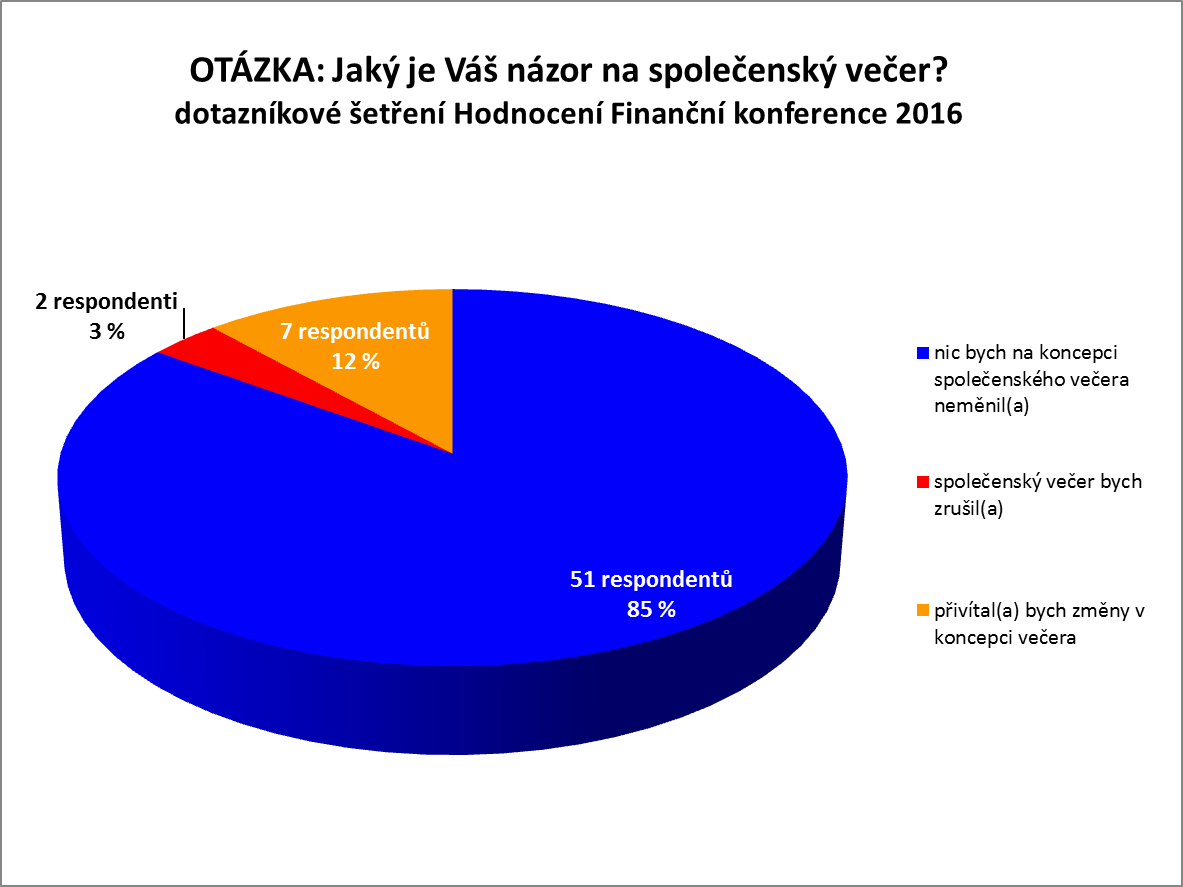 OTÁZKA: Jaký je Váš názor na společenský večer?
dotazníkové šetření Hodnocení Finanční konference 2016
2 respondenti
3 %
7 respondentů
12 %
51 respondentů
85 %
nic bych na koncepci
společenského večera
neměnil(a)
společenský večer bych
zrušil(a)
přivítal(a) bych změny v
koncepci večera